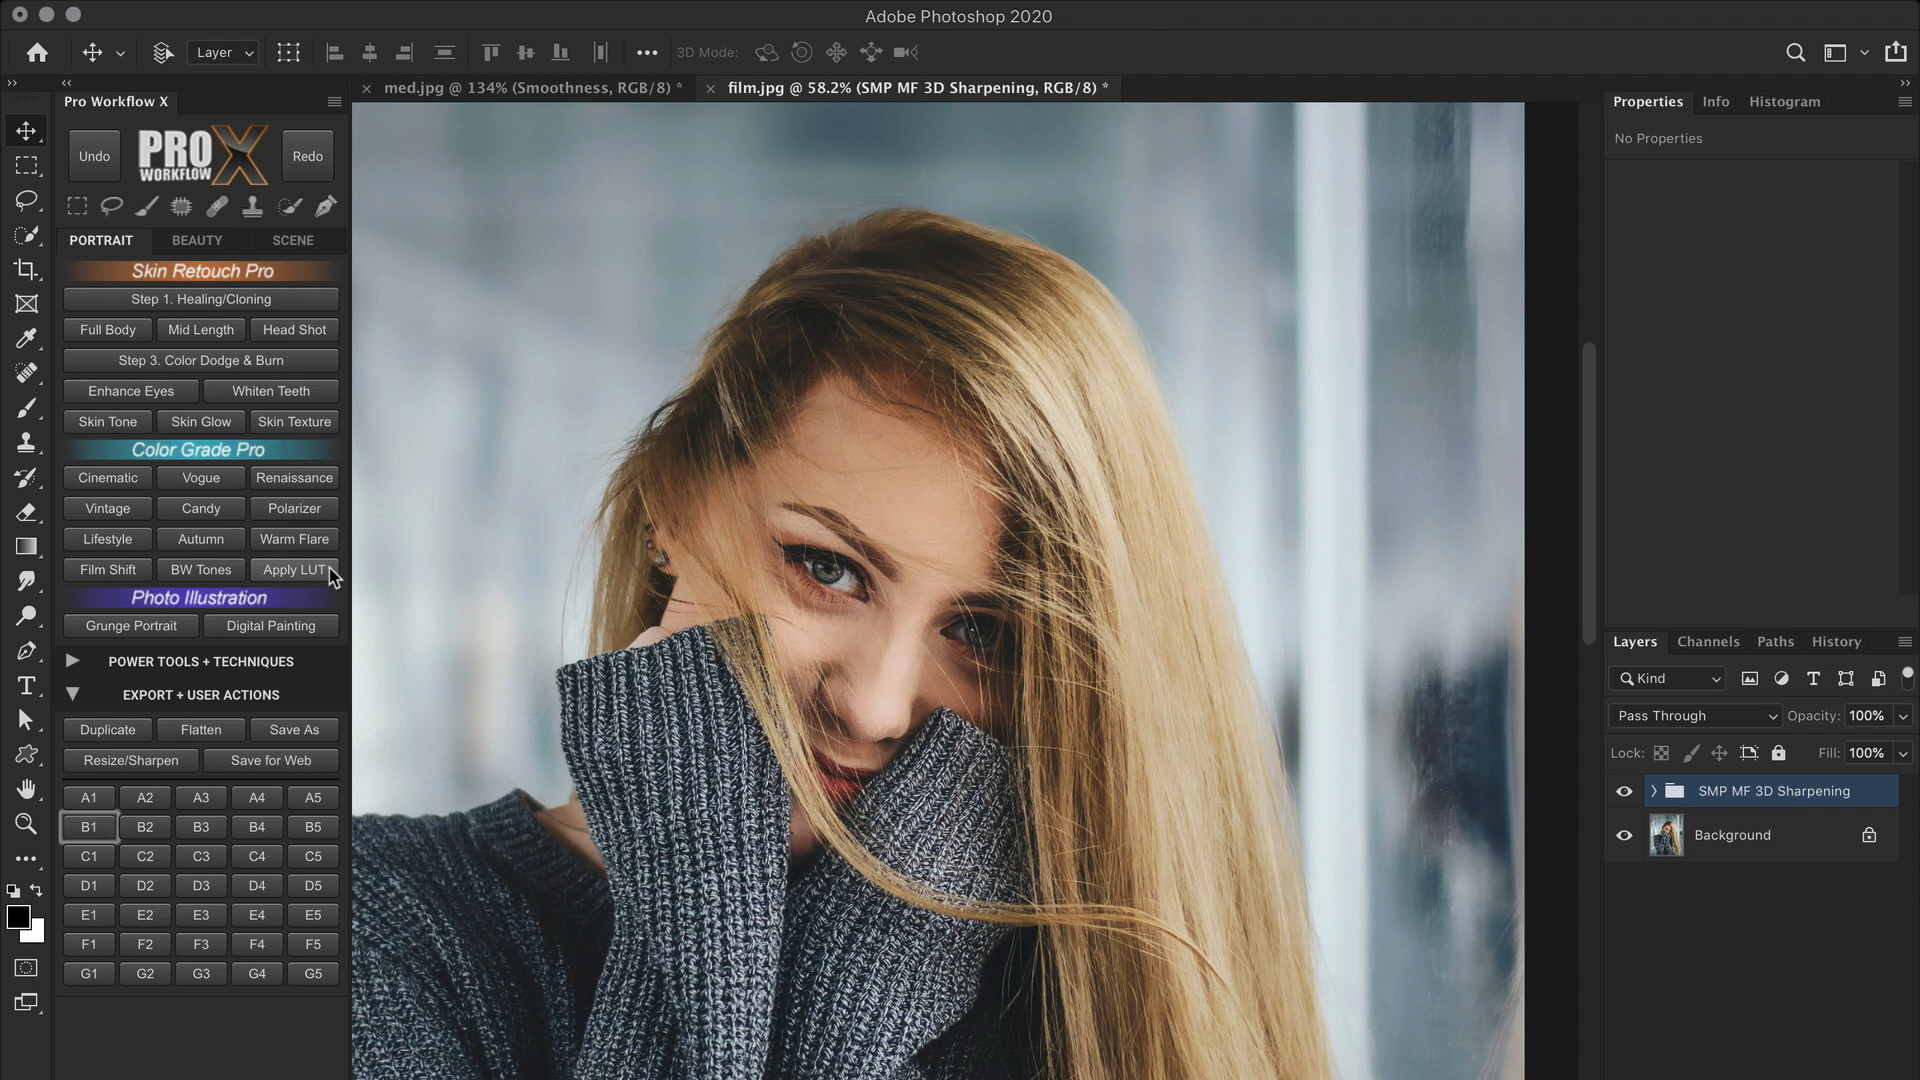 Adobe Photoshop 2020
Layer
3D Mode:
Pro Workflow X
med.jpg @ 134% (Smoothness, RGB/8) *
film.jpg @ 58.2% (SMP MF 3D Sharpening, RGB/8) *
Properties Info Histogram
No Properties
Undo
PRO WORKFLOW X
Redo
PORTRAIT BEAUTY SCENE
Skin Retouch Pro
Step 1. Healing/Cloning
Full Body Mid Length Head Shot
Step 3. Color Dodge & Burn
Enhance Eyes Whiten Teeth
Skin Tone Skin Glow Skin Texture
Color Grade Pro
Cinematic Vogue Renaissance
Vintage Candy Polarizer
Lifestyle Autumn Warm Flare
Film Shift BW Tones Apply LUT
Photo Illustration
Grunge Portrait Digital Painting
POWER TOOLS + TECHNIQUES
EXPORT + USER ACTIONS
Duplicate Flatten Save As
Resize/Sharpen Save for Web
A1 A2 A3 A4 A5
B1 B2 B3 B4 B5
C1 C2 C3 C4 C5
D1 D2 D3 D4 D5
E1 E2 E3 E4 E5
F1 F2 F3 F4 F5
G1 G2 G3 G4 G5
Layers Channels Paths History
Kind
Pass Through Opacity: 100%
Lock: Fill: 100%
SMP MF 3D Sharpening
Background